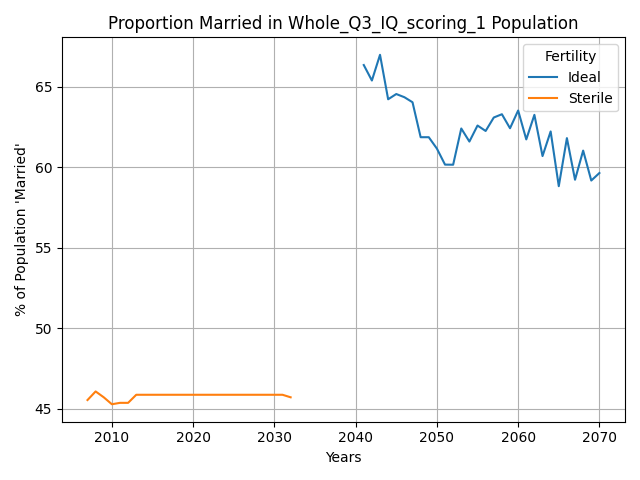 Proportion Married in Whole_Q3_IQ_scoring_1 Population
Fertility
Ideal
Sterile
% of Population 'Married'
65
60
55
50
45
2010 2020 2030 2040 2050 2060 2070
Years